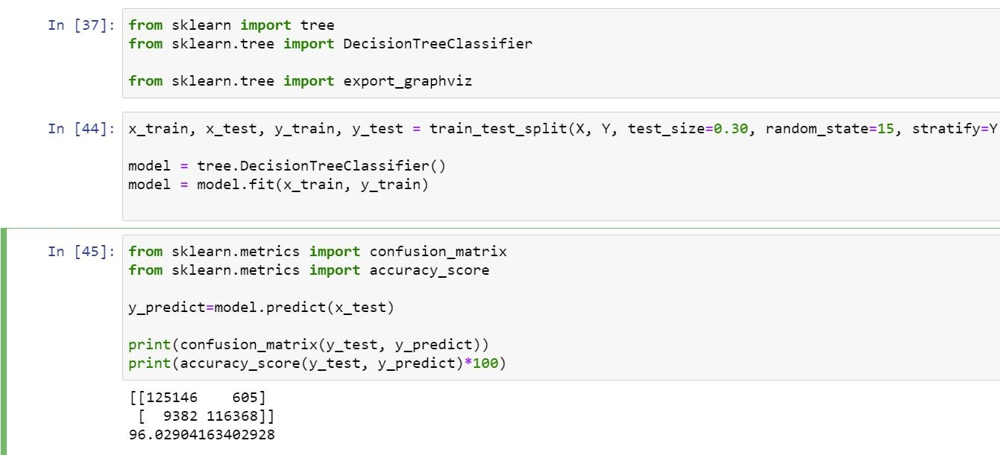 In [37]: from sklearn import tree
from sklearn.tree import DecisionTreeClassifier
from sklearn.tree import export_graphviz
In [44]: x_train, x_test, y_train, y_test = train_test_split(X, Y, test_size=0.30, random_state=15, stratify=Y
model = tree.DecisionTreeClassifier()
model = model.fit(x_train, y_train)
In [45]: from sklearn.metrics import confusion_matrix
from sklearn.metrics import accuracy_score
y_predict=model.predict(x_test)
print(confusion_matrix(y_test, y_predict))
print(accuracy_score(y_test, y_predict)*100)
[[125146    605]
 [  9382 116368]]
96.02904163402928